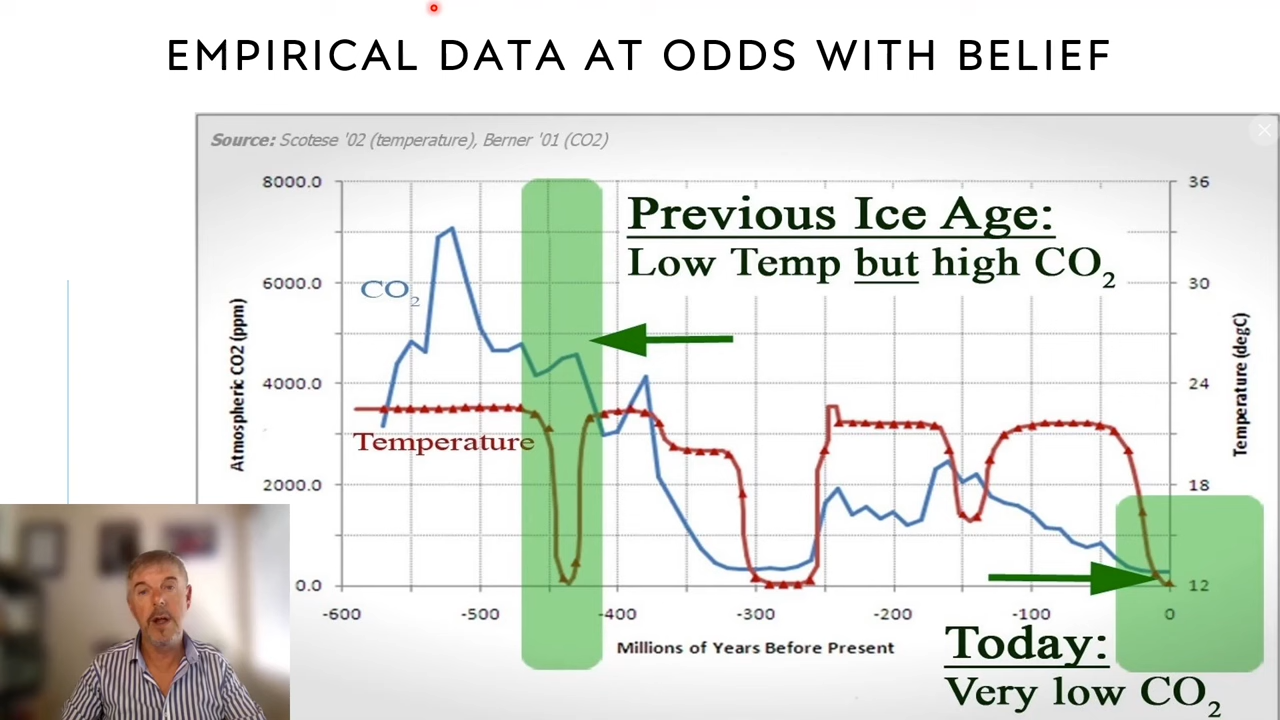 EMPIRICAL DATA AT ODDS WITH BELIEF
Source: Scotese '02 (temperature), Berner '01 (CO2)
8000.0
6000.0
4000.0
2000.0
0.0
Atmospheric CO2 (ppm)
36
30
24
18
12
Temperature (degC)
Previous Ice Age:
Low Temp but high CO2
CO2
Temperature
-600
-500
-400
-300
-200
-100
0
Millions of Years Before Present
Today:
Very low CO2